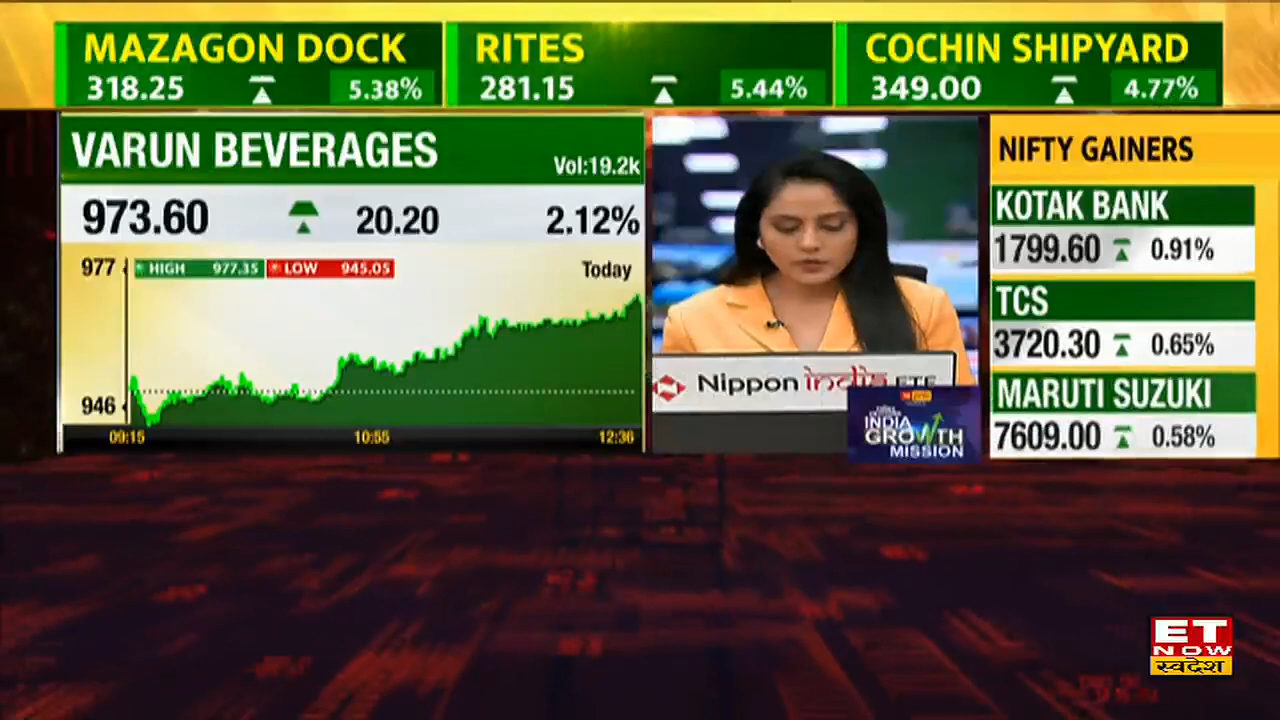 MAZAGON DOCK
318.25 5.38%
RITES
281.15 5.44%
COCHIN SHIPYARD
349.00 4.77%
VARUN BEVERAGES
Vol:19.2k
973.60 20.20 2.12%
977
HIGH 977.35 LOW 945.05
Today
946
09:15 10:55 12:36
Nippon india ETF
INDIA
GROWTH
MISSION
NIFTY GAINERS
KOTAK BANK
1799.60 0.91%
TCS
3720.30 0.65%
MARUTI SUZUKI
7609.00 0.58%
ET
NOW
स्वदेश